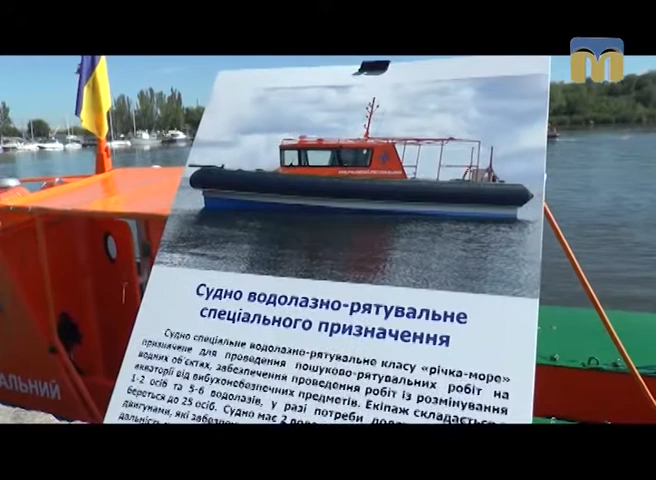 СУДНО ВОДОЛАЗНО-РЯТУВАЛЬНЕ
СПЕЦІАЛЬНОГО ПРИЗНАЧЕННЯ
Судно спеціальне водолазно-рятувальне класу «річка-море»
призначене для проведення пошуково-рятувальних робіт на
водних об'єктах, забезпечення проведення робіт із розмінування
акваторії від вибухонебезпечних предметів. Екіпаж складається з
1-2 осіб та 5-6 водолазів, у разі потреби
береться до 25 осіб. Судно має 2
двигунами, які
АЛЬНИЙ